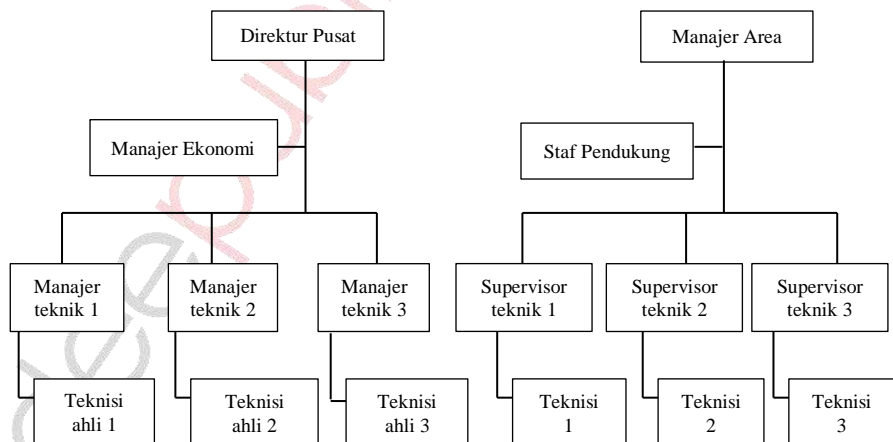 Direktur Pusat
Manajer Area
Manajer Ekonomi
Staf Pendukung
Manajer
teknik 1
Manajer
teknik 2
Manajer
teknik 3
Supervisor
teknik 1
Supervisor
teknik 2
Supervisor
teknik 3
Teknisi
ahli 1
Teknisi
ahli 2
Teknisi
ahli 3
Teknisi
1
Teknisi
2
Teknisi
3